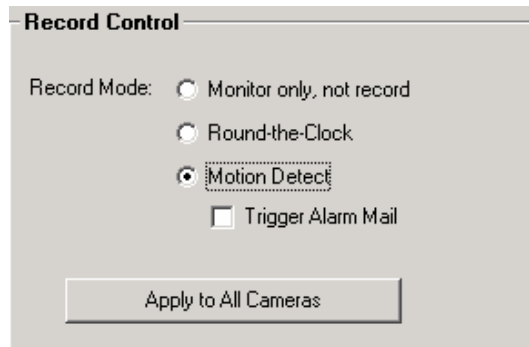 Record Control
Record Mode: Monitor only, not record
Round-the-Clock
Motion Detect
Trigger Alarm Mail
Apply to All Cameras